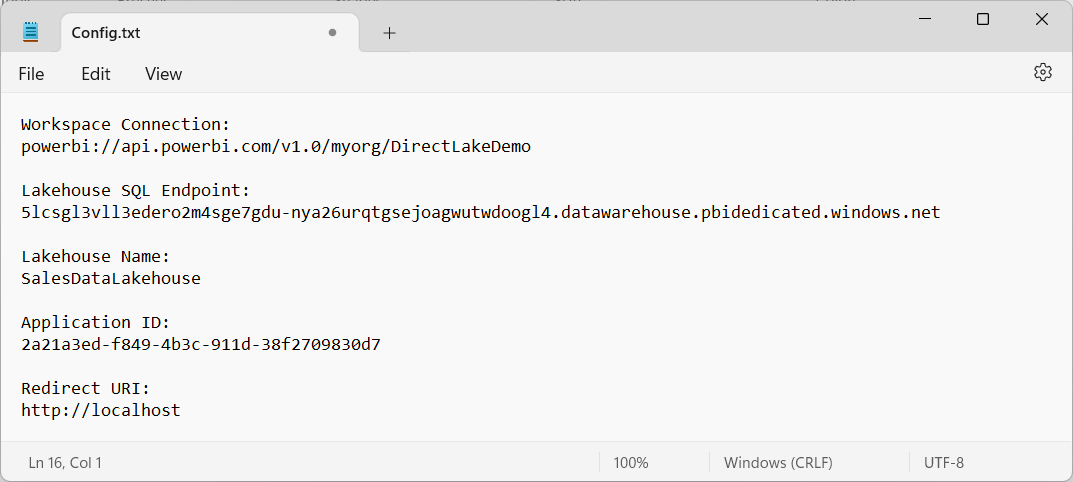 Config.txt
File Edit View
Workspace Connection:
powerbi://api.powerbi.com/v1.0/myorg/DirectLakeDemo
Lakehouse SQL Endpoint:
5lcsgl3vll3edero2m4sge7gdu-nya26urqtgsejoagwutwdoogl4.datawarehouse.pbidedicated.windows.net
Lakehouse Name:
SalesDataLakehouse
Application ID:
2a21a3ed-f849-4b3c-911d-38f2709830d7
Redirect URI:
http://localhost
Ln 16, Col 1 100% Windows (CRLF) UTF-8